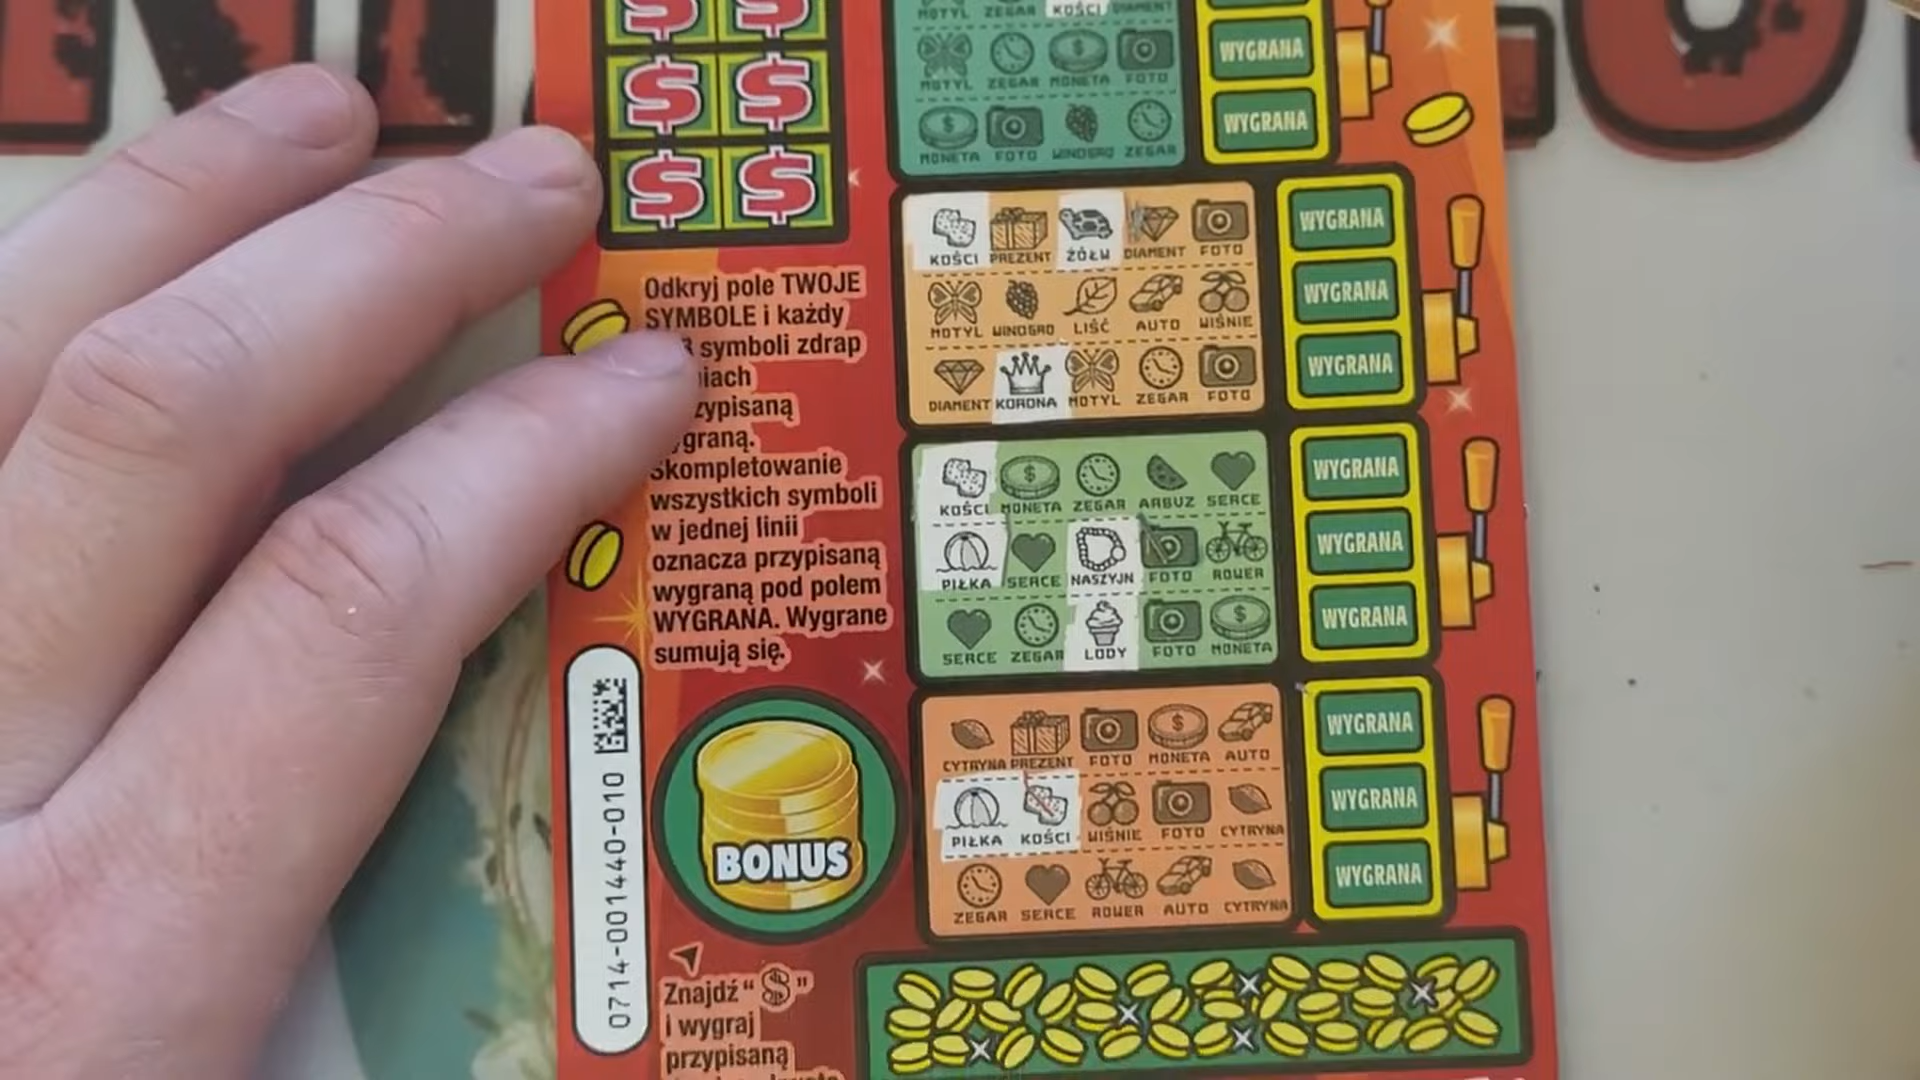 MOTYL ZEGAR KOŚCI DIAMENT
MOTYL ZEGAR MONETA FOTO
MONETA FOTO WINOGRO ZEGAR
WYGRANA
WYGRANA
$ $
$ $
$ $
KOŚCI PREZENT ŻÓŁW DIAMENT FOTO
MOTYL WINOGRO LIŚĆ AUTO WIŚNIE
DIAMENT KORONA MOTYL ZEGAR FOTO
WYGRANA
WYGRANA
WYGRANA
Odkryj pole TWOJE
SYMBOLE i każdy
symboli zdrap
Skompletowanie
wszystkich symboli
w jednej linii
oznacza przypisaną
wygraną pod polem
WYGRANA. Wygrane
sumują się.
KOŚCI MONETA ZEGAR ARBUZ SERCE
PIŁKA SERCE NASZYJN FOTO ROWER
SERCE ZEGAR LODY FOTO MONETA
WYGRANA
WYGRANA
WYGRANA
0714-001440-010
BONUS
CYTRYNA PREZENT FOTO MONETA AUTO
PIŁKA KOŚCI WIŚNIE FOTO CYTRYNA
ZEGAR SERCE ROWER AUTO CYTRYNA
WYGRANA
WYGRANA
WYGRANA
Znajdź "$"
i wygraj
przypisaną